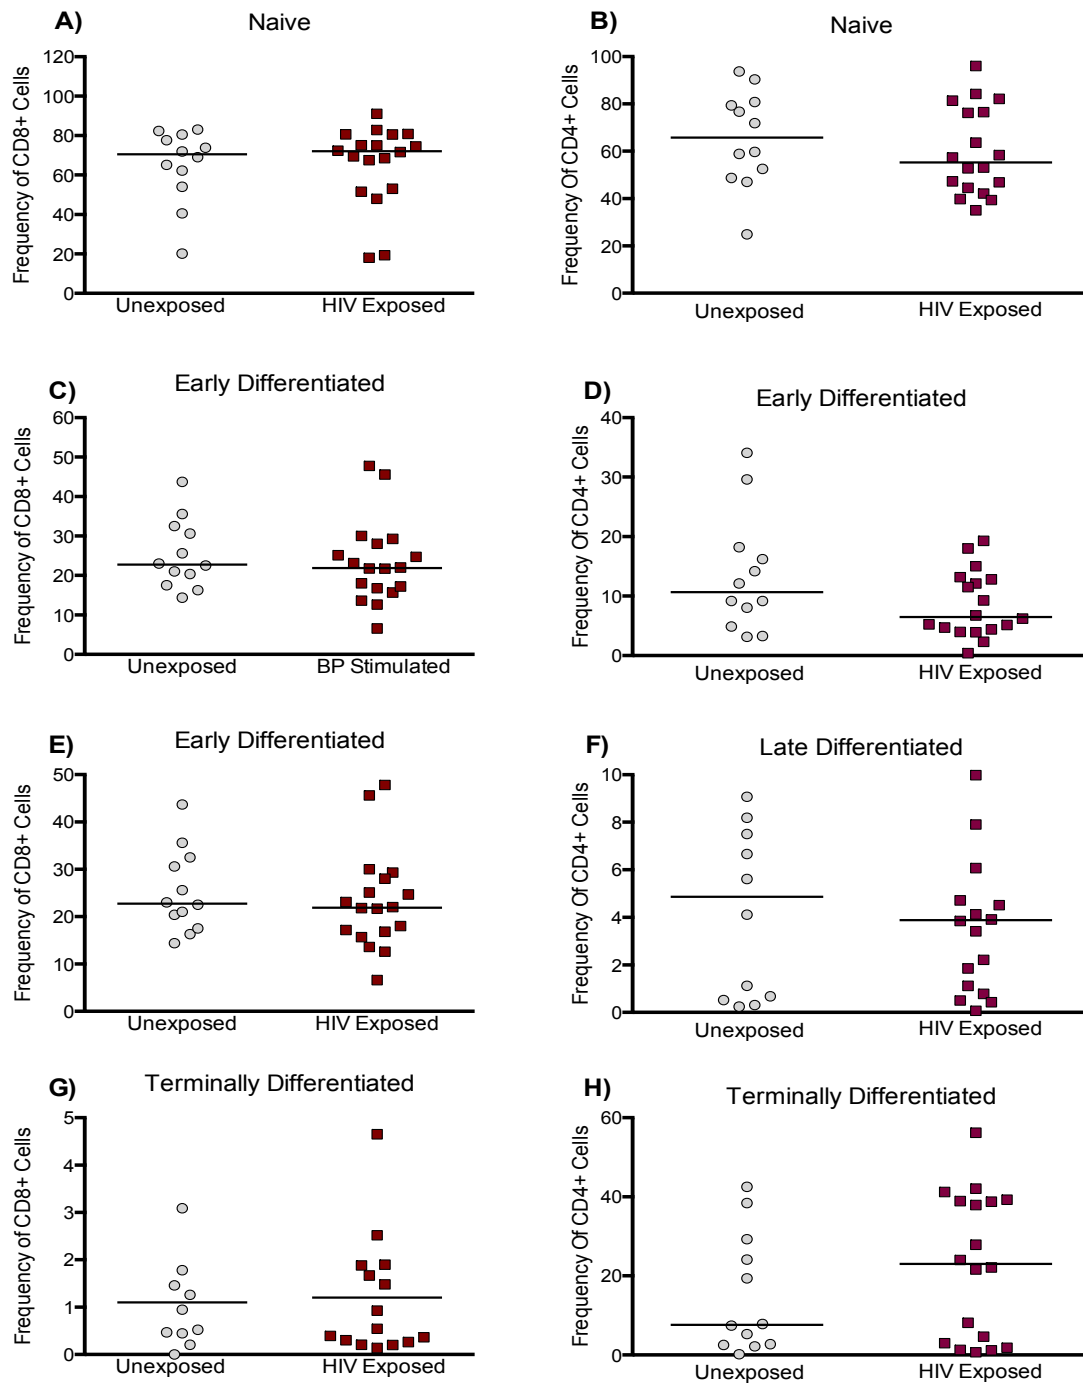 A)
Naive
Frequency of CD8+ Cells
120
100
80
60
40
20
0
Unexposed
HIV Exposed
B)
Naive
Frequency Of CD4+ Cells
100
80
60
40
20
0
Unexposed
HIV Exposed
C)
Early Differentiated
Frequency of CD8+ Cells
60
50
40
30
20
10
0
Unexposed
BP Stimulated
D)
Early Differentiated
Frequency Of CD4+ Cells
40
30
20
10
0
Unexposed
HIV Exposed
E)
Early Differentiated
Frequency of CD8+ Cells
50
40
30
20
10
0
Unexposed
HIV Exposed
F)
Late Differentiated
Frequency Of CD4+ Cells
10
8
6
4
2
0
Unexposed
HIV Exposed
G)
Terminally Differentiated
Frequency of CD8+ Cells
5
4
3
2
1
0
Unexposed
HIV Exposed
H)
Terminally Differentiated
Frequency Of CD4+ Cells
60
40
20
0
Unexposed
HIV Exposed